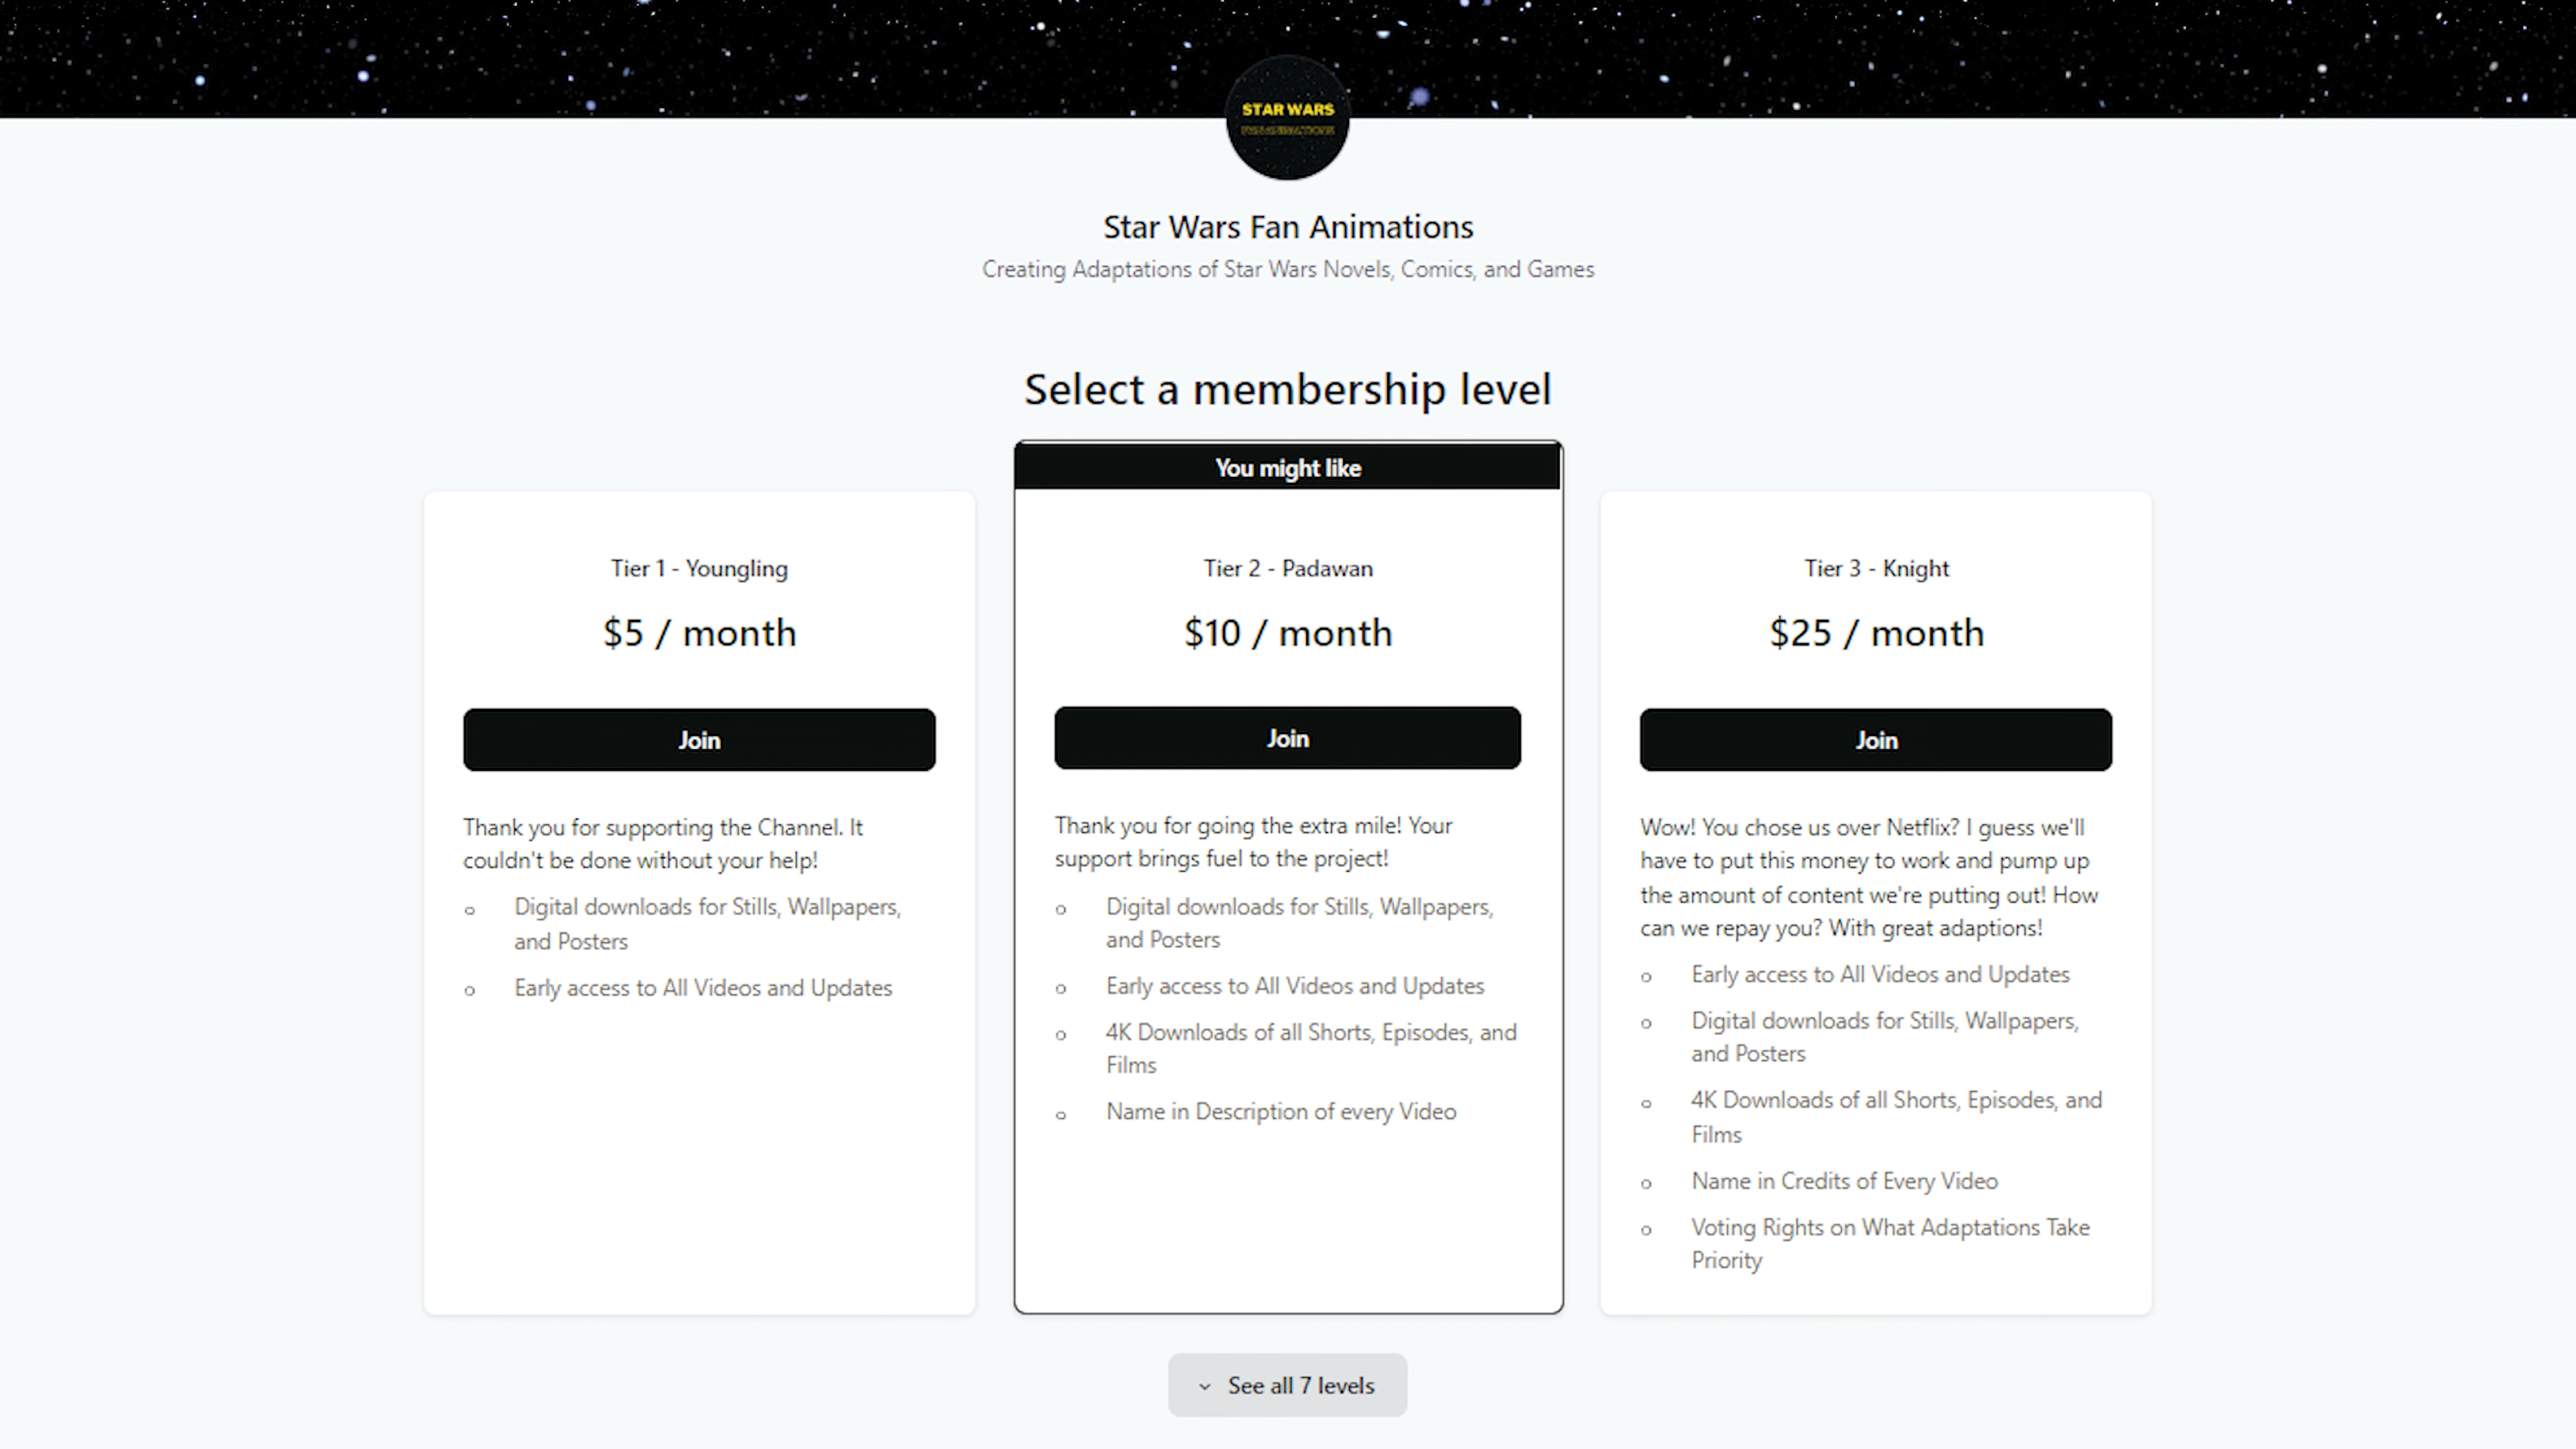 STAR WARS
FAN ANIMATIONS
Star Wars Fan Animations
Creating Adaptations of Star Wars Novels, Comics, and Games
Select a membership level
Tier 1 - Youngling
$5 / month
Join
Thank you for supporting the Channel. It
couldn't be done without your help!
Digital downloads for Stills, Wallpapers,
and Posters
Early access to All Videos and Updates
You might like
Tier 2 - Padawan
$10 / month
Join
Thank you for going the extra mile! Your
support brings fuel to the project!
Digital downloads for Stills, Wallpapers,
and Posters
Early access to All Videos and Updates
4K Downloads of all Shorts, Episodes, and
Films
Name in Description of every Video
Tier 3 - Knight
$25 / month
Join
Wow! You chose us over Netflix? I guess we'll
have to put this money to work and pump up
the amount of content we're putting out! How
can we repay you? With great adaptions!
Early access to All Videos and Updates
Digital downloads for Stills, Wallpapers,
and Posters
4K Downloads of all Shorts, Episodes, and
Films
Name in Credits of Every Video
Voting Rights on What Adaptations Take
Priority
See all 7 levels